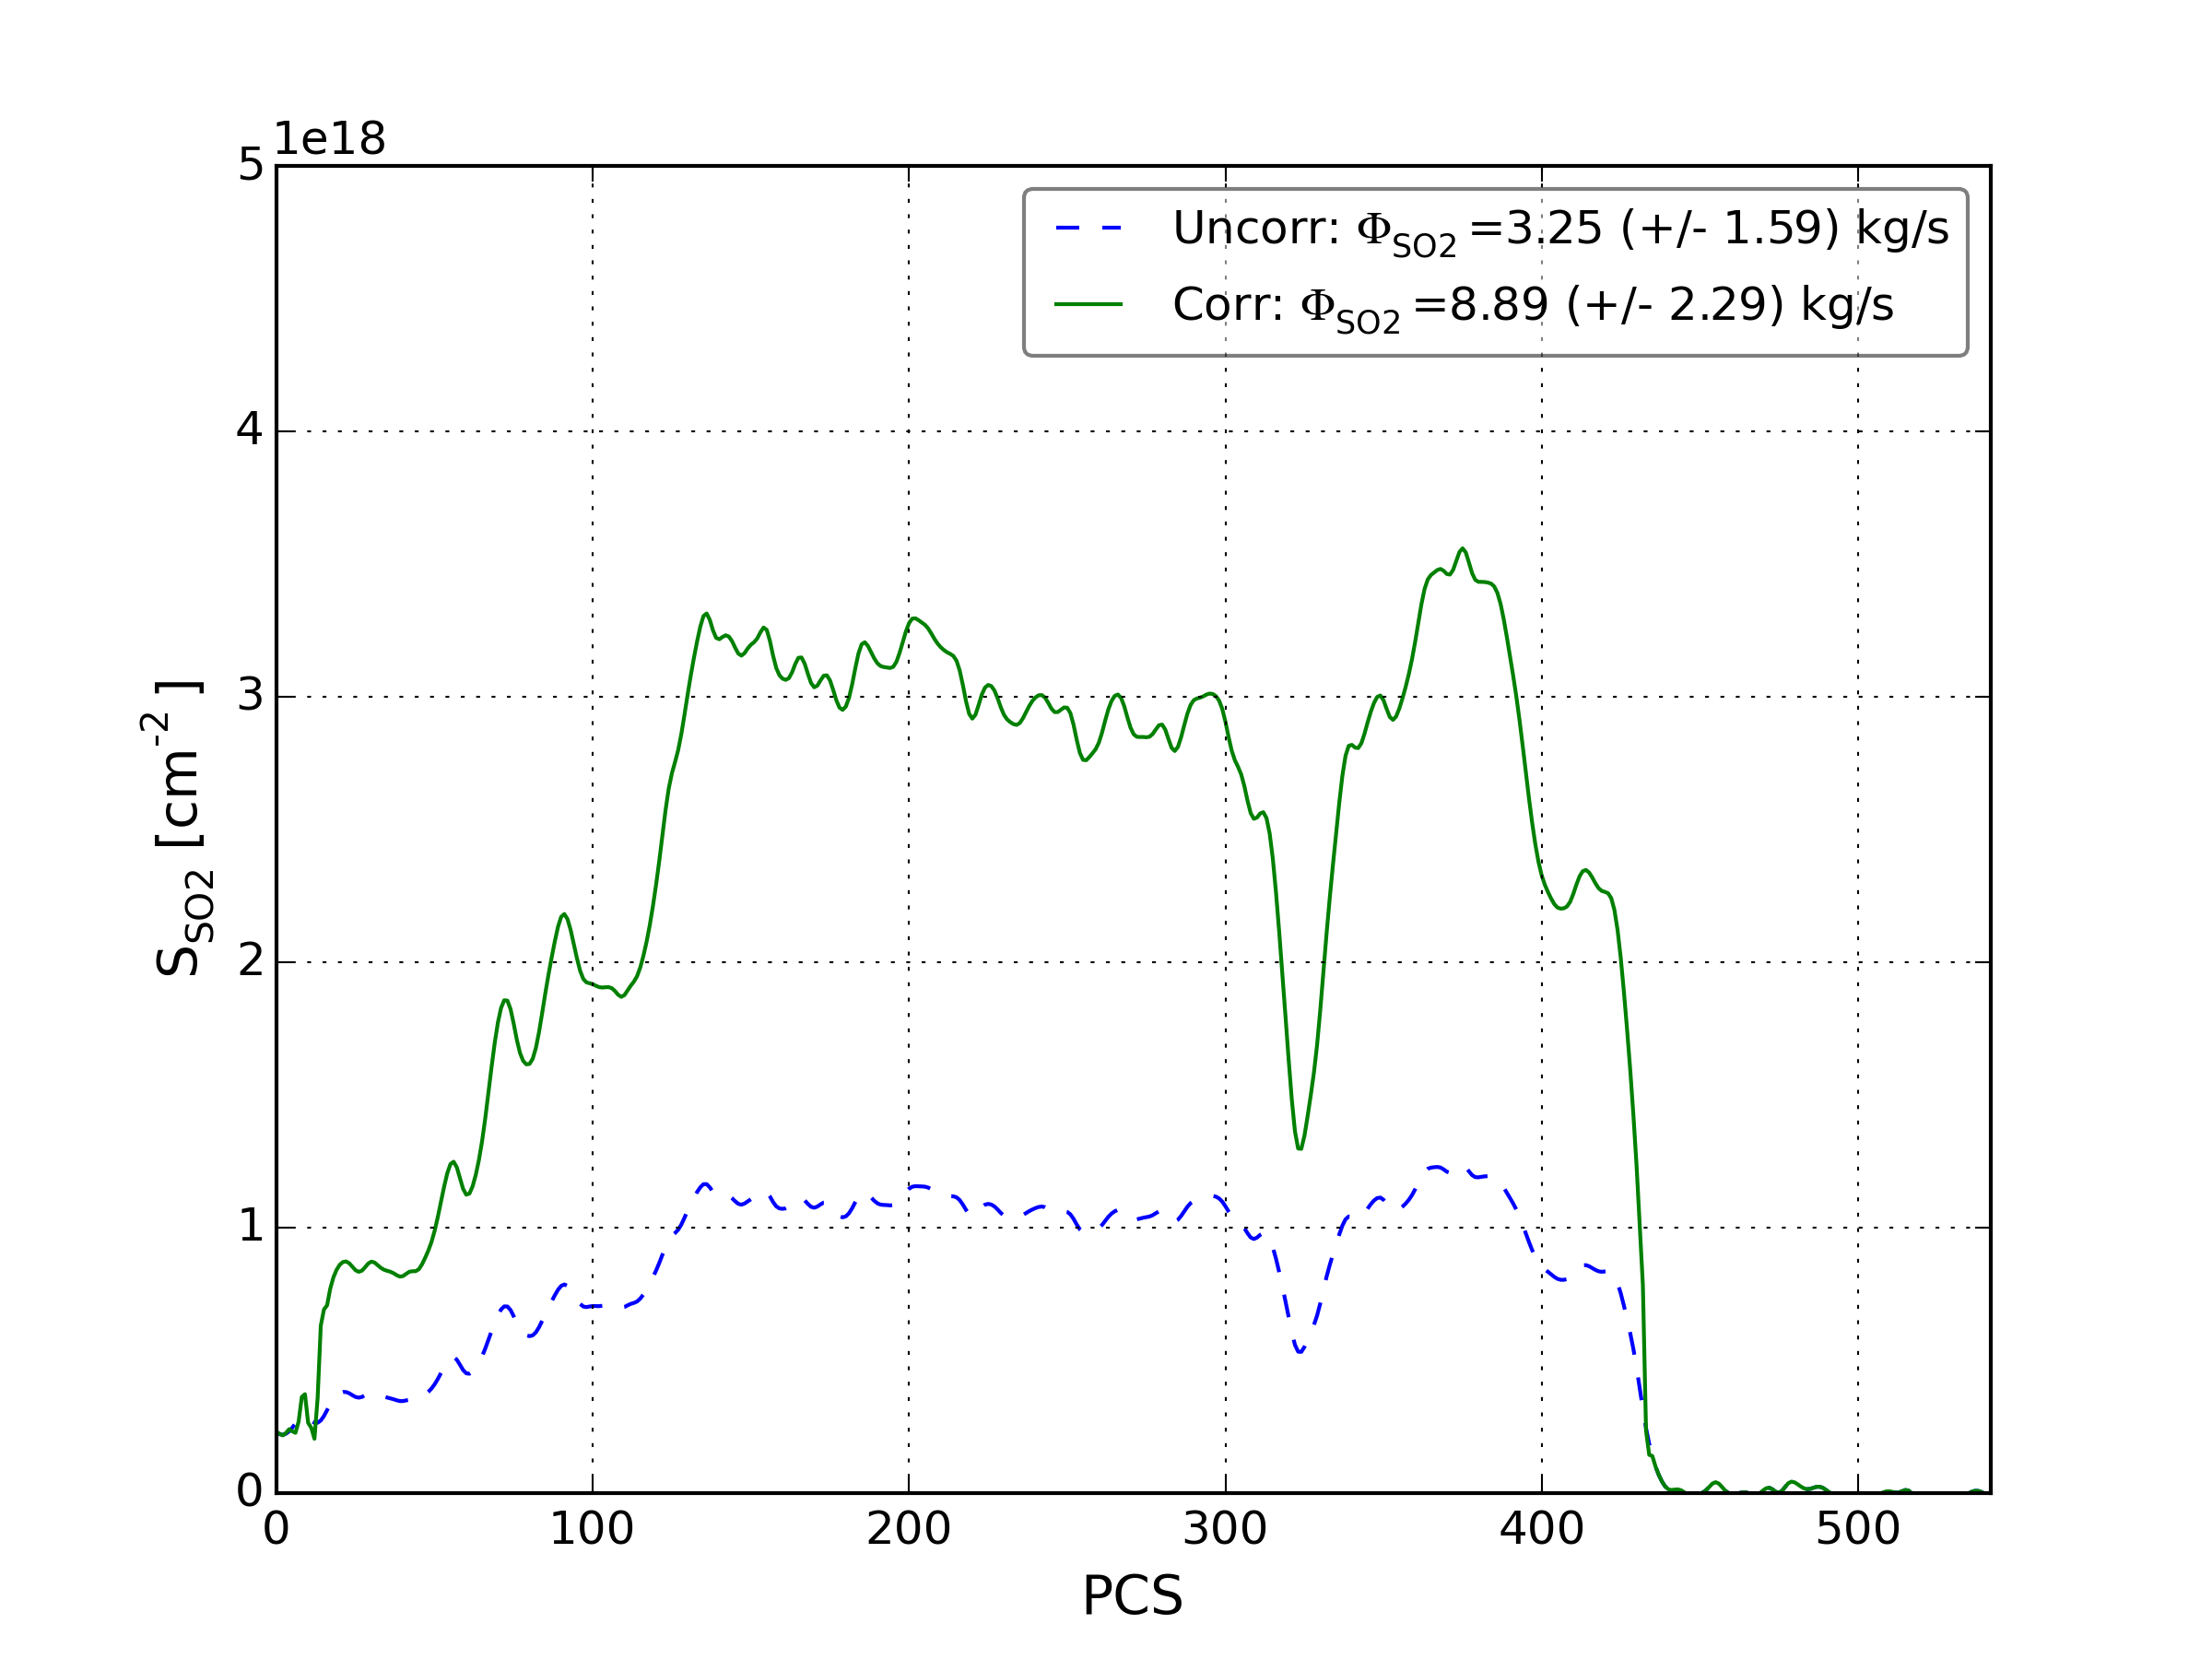 1e18
5
4
3
2
1
0
S_SO2 [cm^-2]
Uncorr: Φ_SO2 =3.25 (+/- 1.59) kg/s
Corr: Φ_SO2 =8.89 (+/- 2.29) kg/s
0 100 200 300 400 500
PCS